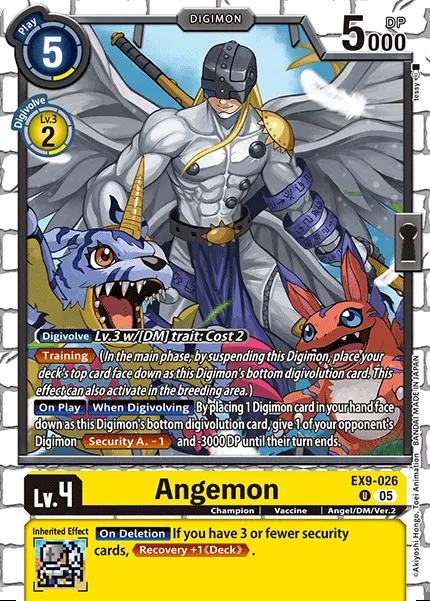 DIGIMON
Play
5
5000
DP
Digivolve
Lv.3
2
tessy
Digivolve Lv.3 w/[DM] trait: Cost 2
Training (In the main phase, by suspending this Digimon, place your
deck's top card face down as this Digimon's bottom digivolution card. This
effect can also activate in the breeding area.)
On Play When Digivolving By placing 1 Digimon card in your hand face
down as this Digimon's bottom digivolution card, give 1 of your opponent's
Digimon Security A. -1 and -3000 DP until their turn ends.
©Akiyoshi Hongo, Toei Animation BANDAI MADE IN JAPAN
Lv.4
Angemon
EX9-026
U 05
Champion Vaccine Angel/DM/Ver.2
Inherited Effect
On Deletion If you have 3 or fewer security
cards, Recovery +1《Deck》.